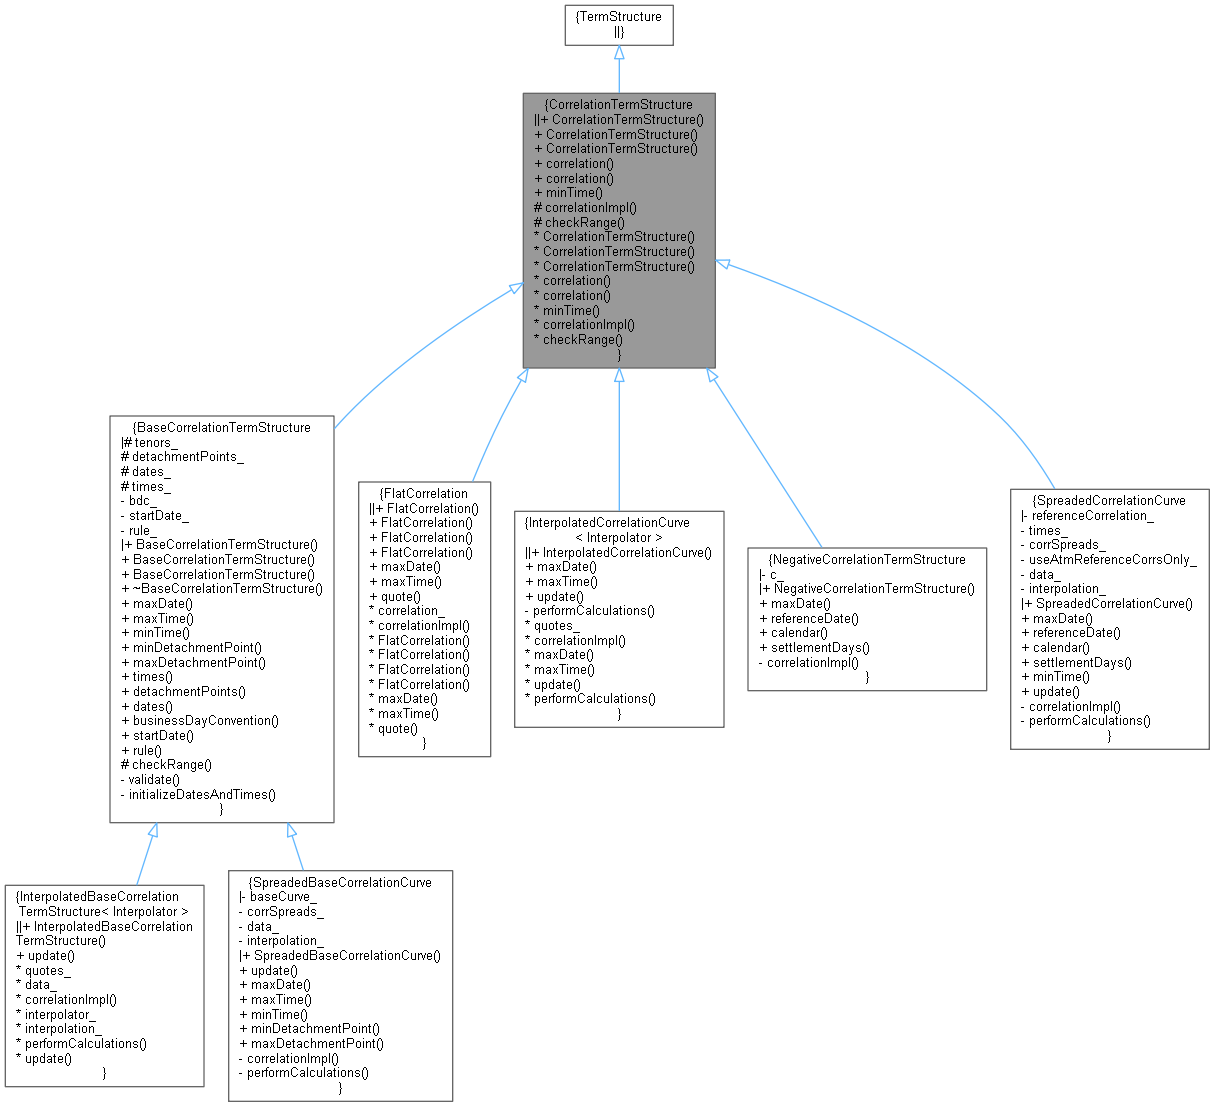 {TermStructure
||}
{CorrelationTermStructure
||+ CorrelationTermStructure()
+ CorrelationTermStructure()
+ CorrelationTermStructure()
+ correlation()
+ correlation()
+ minTime()
# correlationImpl()
# checkRange()
* CorrelationTermStructure()
* CorrelationTermStructure()
* CorrelationTermStructure()
* correlation()
* correlation()
* minTime()
* correlationImpl()
* checkRange()
}
{BaseCorrelationTermStructure
|# tenors_
# detachmentPoints_
# dates_
# times_
- bdc_
- startDate_
- rule_
|+ BaseCorrelationTermStructure()
+ BaseCorrelationTermStructure()
+ BaseCorrelationTermStructure()
+ ~BaseCorrelationTermStructure()
+ maxDate()
+ maxTime()
+ minTime()
+ minDetachmentPoint()
+ maxDetachmentPoint()
+ times()
+ detachmentPoints()
+ dates()
+ businessDayConvention()
+ startDate()
+ rule()
# checkRange()
- validate()
- initializeDatesAndTimes()
}
{FlatCorrelation
||+ FlatCorrelation()
+ FlatCorrelation()
+ FlatCorrelation()
+ FlatCorrelation()
+ maxDate()
+ maxTime()
+ quote()
* correlation_
* correlationImpl()
* FlatCorrelation()
* FlatCorrelation()
* FlatCorrelation()
* FlatCorrelation()
* maxDate()
* maxTime()
* quote()
}
{InterpolatedCorrelationCurve
< Interpolator >
||+ InterpolatedCorrelationCurve()
+ maxDate()
+ maxTime()
+ update()
- performCalculations()
* quotes_
* correlationImpl()
* maxDate()
* maxTime()
* update()
* performCalculations()
}
{NegativeCorrelationTermStructure
|- c_
|+ NegativeCorrelationTermStructure()
+ maxDate()
+ referenceDate()
+ calendar()
+ settlementDays()
- correlationImpl()
}
{SpreadedCorrelationCurve
|- referenceCorrelation_
- times_
- corrSpreads_
- useAtmReferenceCorrsOnly_
- data_
- interpolation_
|+ SpreadedCorrelationCurve()
+ maxDate()
+ referenceDate()
+ calendar()
+ settlementDays()
+ minTime()
+ update()
- correlationImpl()
- performCalculations()
}
{InterpolatedBaseCorrelation
TermStructure< Interpolator >
||+ InterpolatedBaseCorrelation
TermStructure()
+ update()
* quotes_
* data_
* correlationImpl()
* interpolator_
* interpolation_
* performCalculations()
* update()
}
{SpreadedBaseCorrelationCurve
|- baseCurve_
- corrSpreads_
- data_
- interpolation_
|+ SpreadedBaseCorrelationCurve()
+ update()
+ maxDate()
+ maxTime()
+ minTime()
+ minDetachmentPoint()
+ maxDetachmentPoint()
- correlationImpl()
- performCalculations()
}